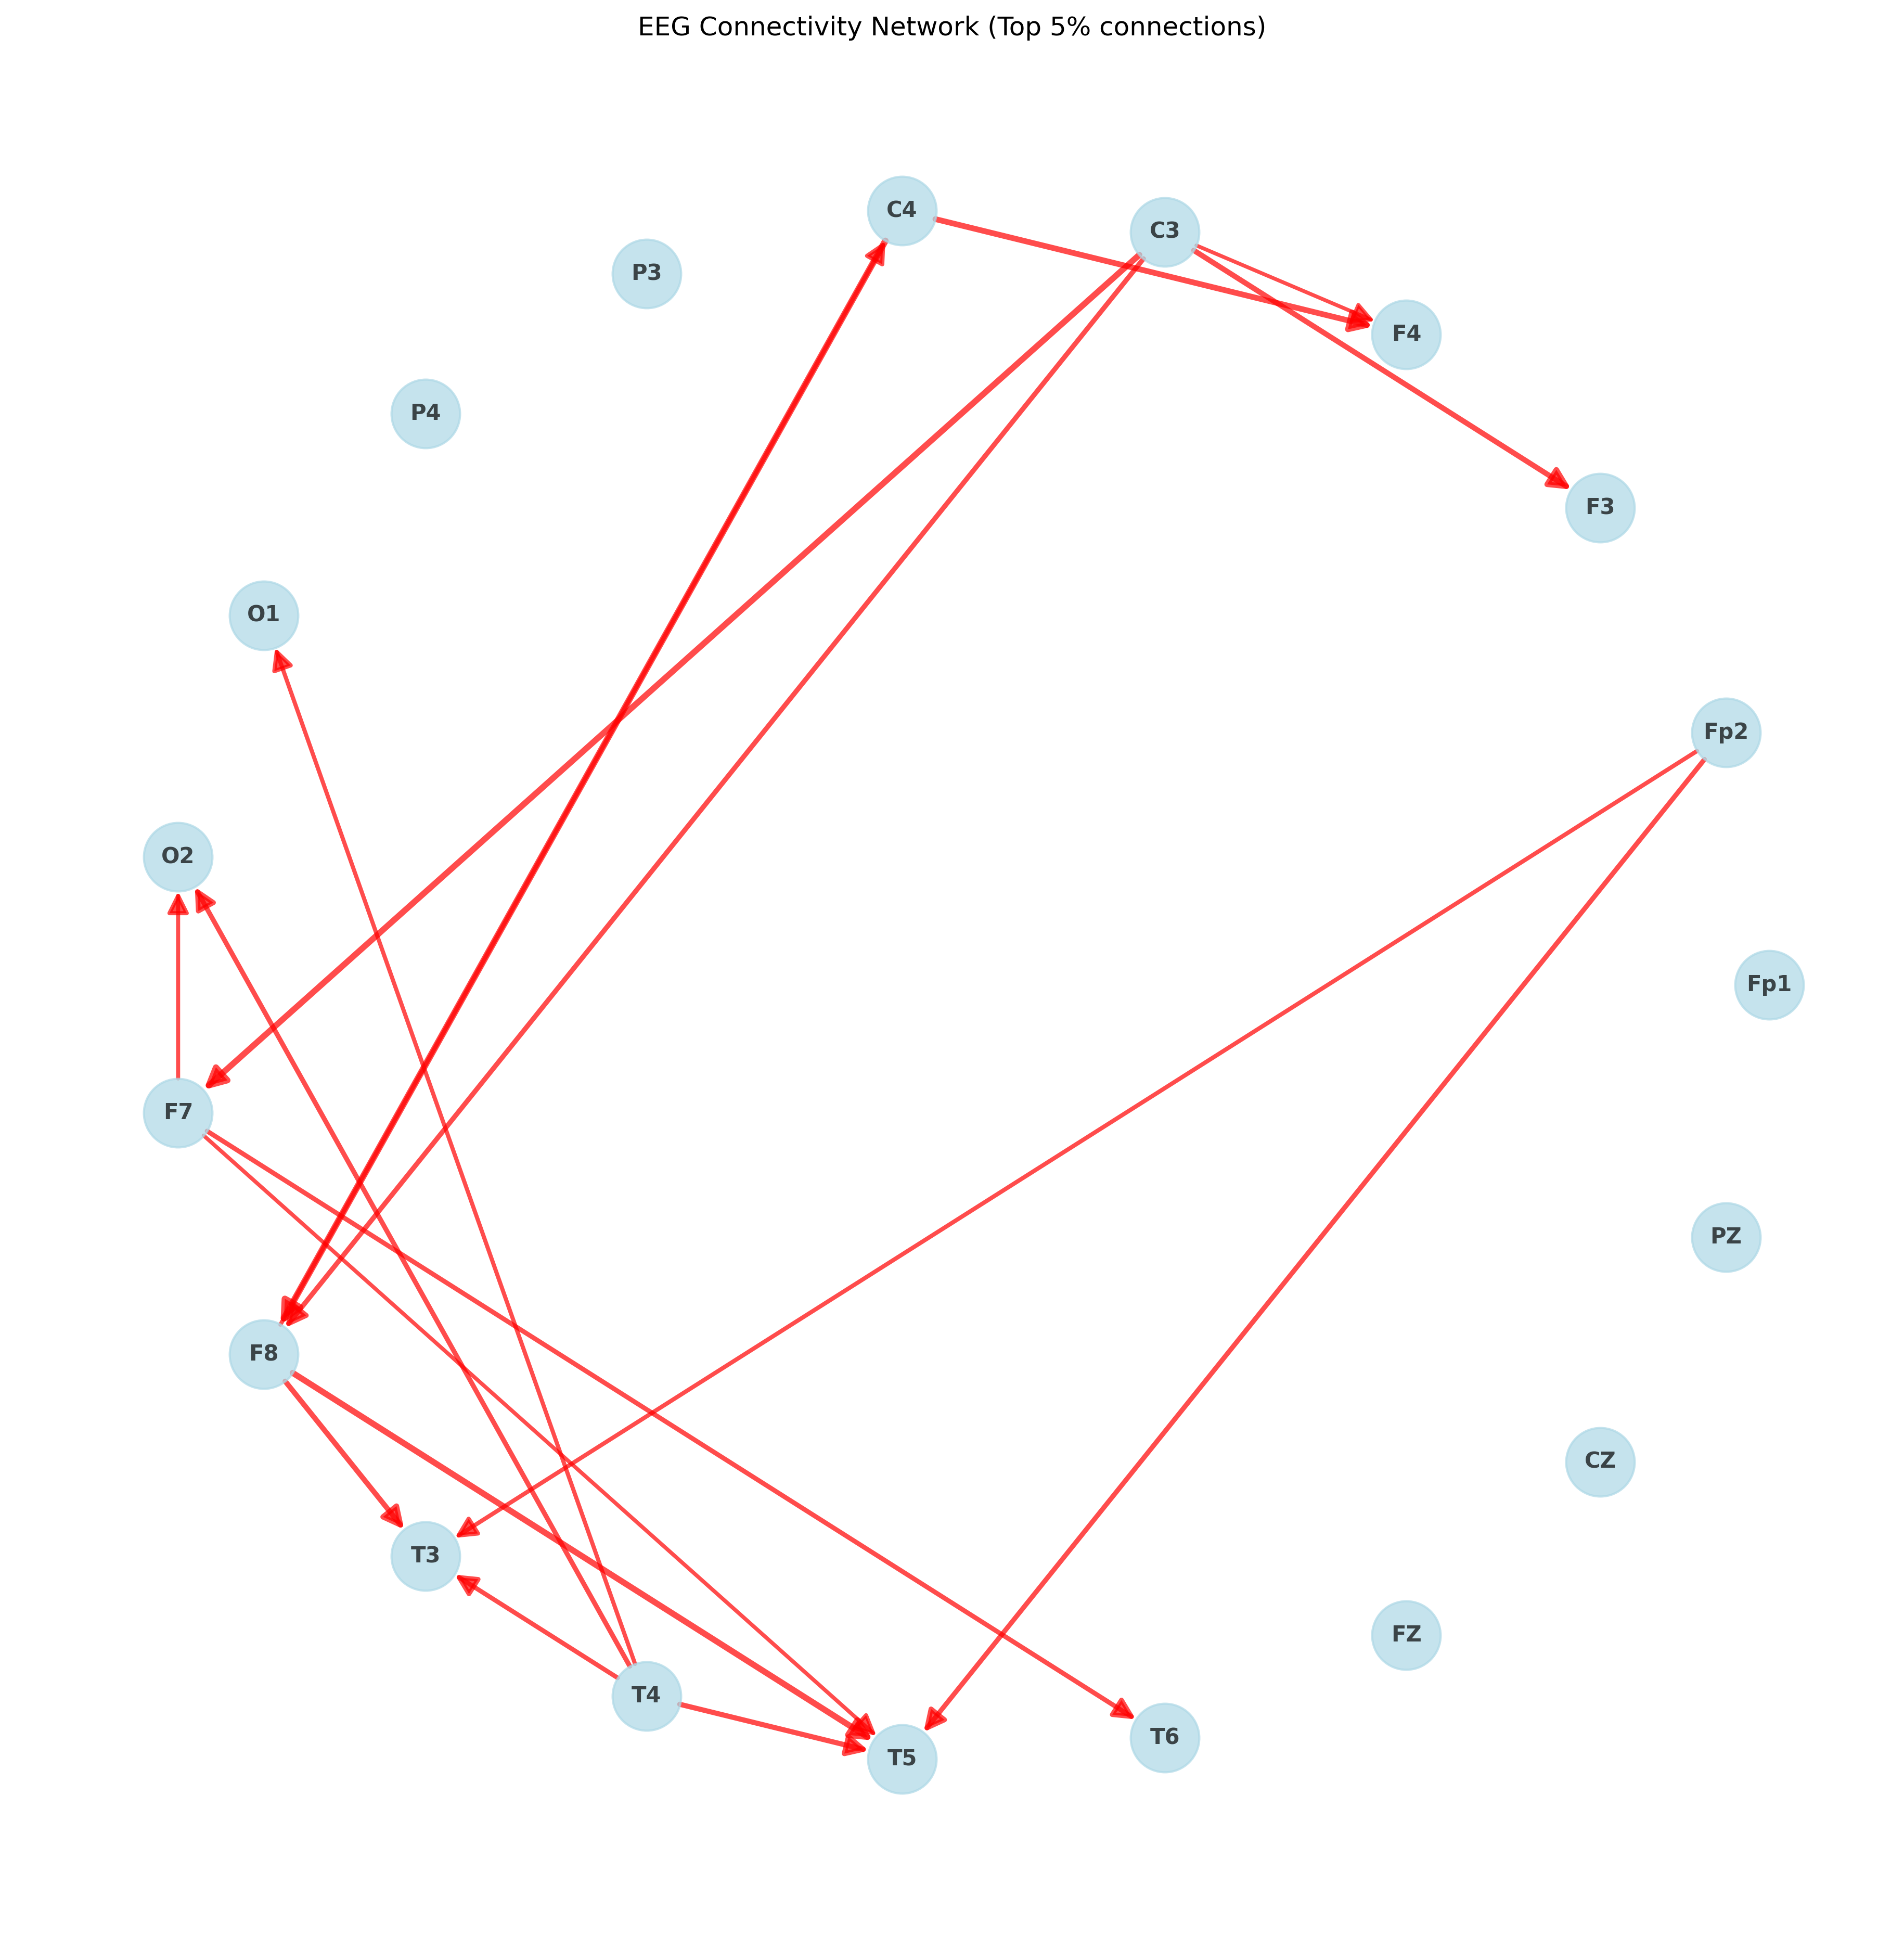 EEG Connectivity Network (Top 5% connections)
C4
C3
P3
F4
P4
F3
O1
Fp2
O2
Fp1
F7
PZ
F8
CZ
T3
FZ
T4
T6
T5